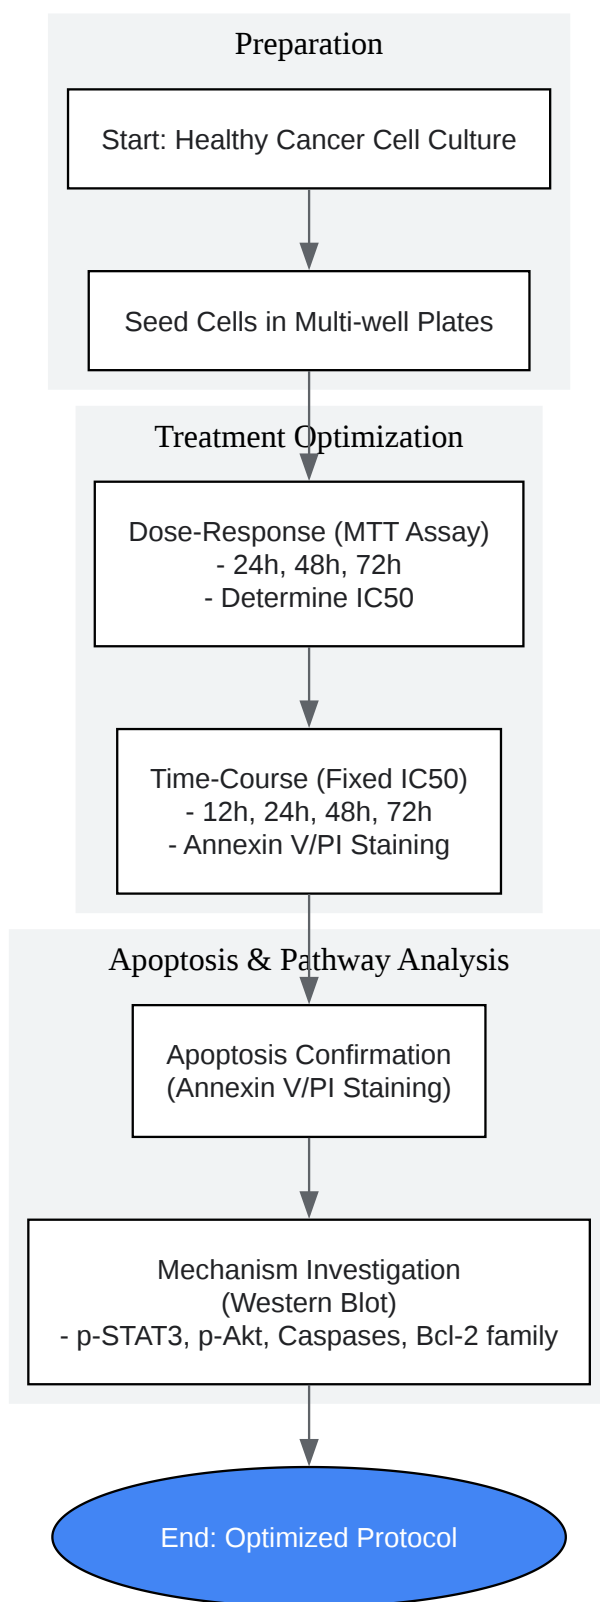 Preparation
Start: Healthy Cancer Cell Culture
Seed Cells in Multi-well Plates
Treatment Optimization
Dose-Response (MTT Assay)
- 24h, 48h, 72h
- Determine IC50
Time-Course (Fixed IC50)
- 12h, 24h, 48h, 72h
- Annexin V/PI Staining
Apoptosis & Pathway Analysis
Apoptosis Confirmation
(Annexin V/PI Staining)
Mechanism Investigation
(Western Blot)
- p-STAT3, p-Akt, Caspases, Bcl-2 family
End: Optimized Protocol